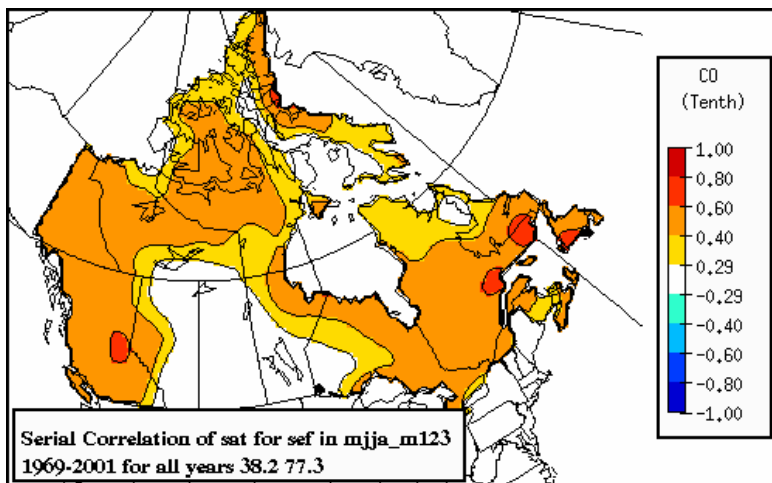 CO
(Tenth)
1.00
0.80
0.60
0.40
0.29
-0.29
-0.40
-0.60
-0.80
-1.00
Serial Correlation of sat for sef in mjja_m123
1969-2001 for all years 38.2 77.3